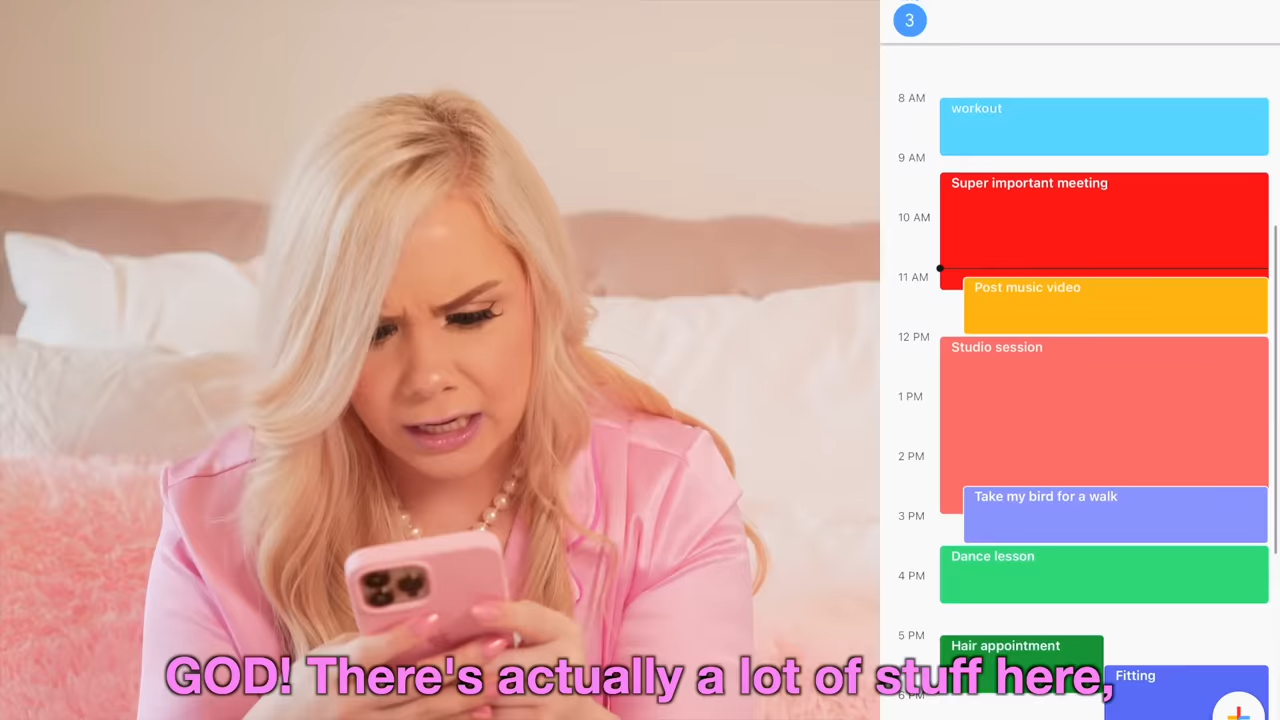 3
8 AM
workout
9 AM
Super important meeting
10 AM
11 AM
Post music video
12 PM
Studio session
1 PM
2 PM
Take my bird for a walk
3 PM
Dance lesson
4 PM
5 PM
Hair appointment
Fitting
6 PM
GOD! There's actually a lot of stuff here,